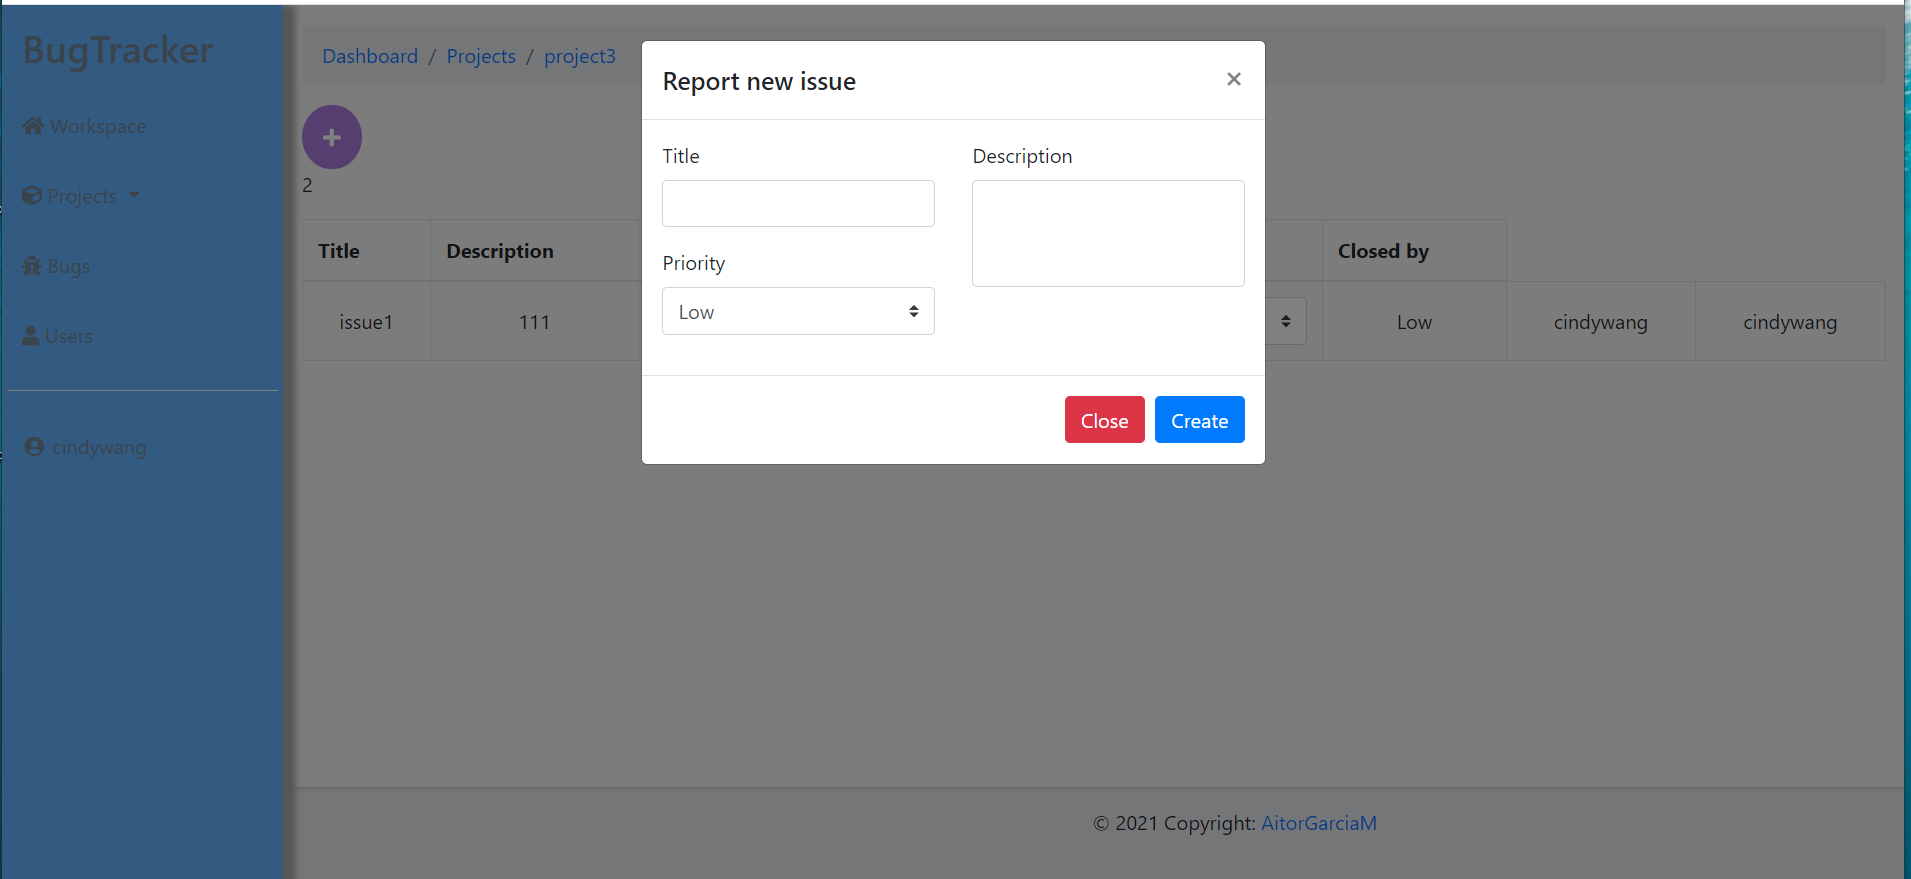 BugTracker
Workspace
Projects
Bugs
Users
cindywang
Dashboard / Projects / project3
2
Title Description Closed by
issue1 111 Low cindywang cindywang
Report new issue ×
Title
Description
Priority
Low
Close Create
© 2021 Copyright: AitorGarciaM